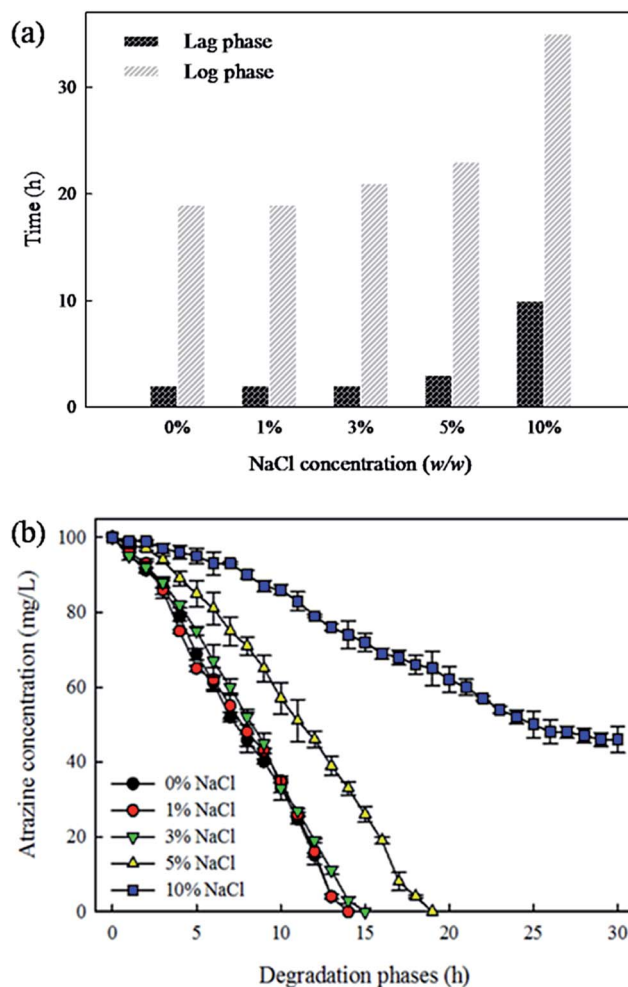 (a)
Lag phase
Log phase
30
20
10
0
Time (h)
0% 1% 3% 5% 10%
NaCl concentration (w/w)
(b)
100
80
60
40
20
0
Atrazine concentration (mg/L)
0% NaCl
1% NaCl
3% NaCl
5% NaCl
10% NaCl
0 5 10 15 20 25 30
Degradation phases (h)